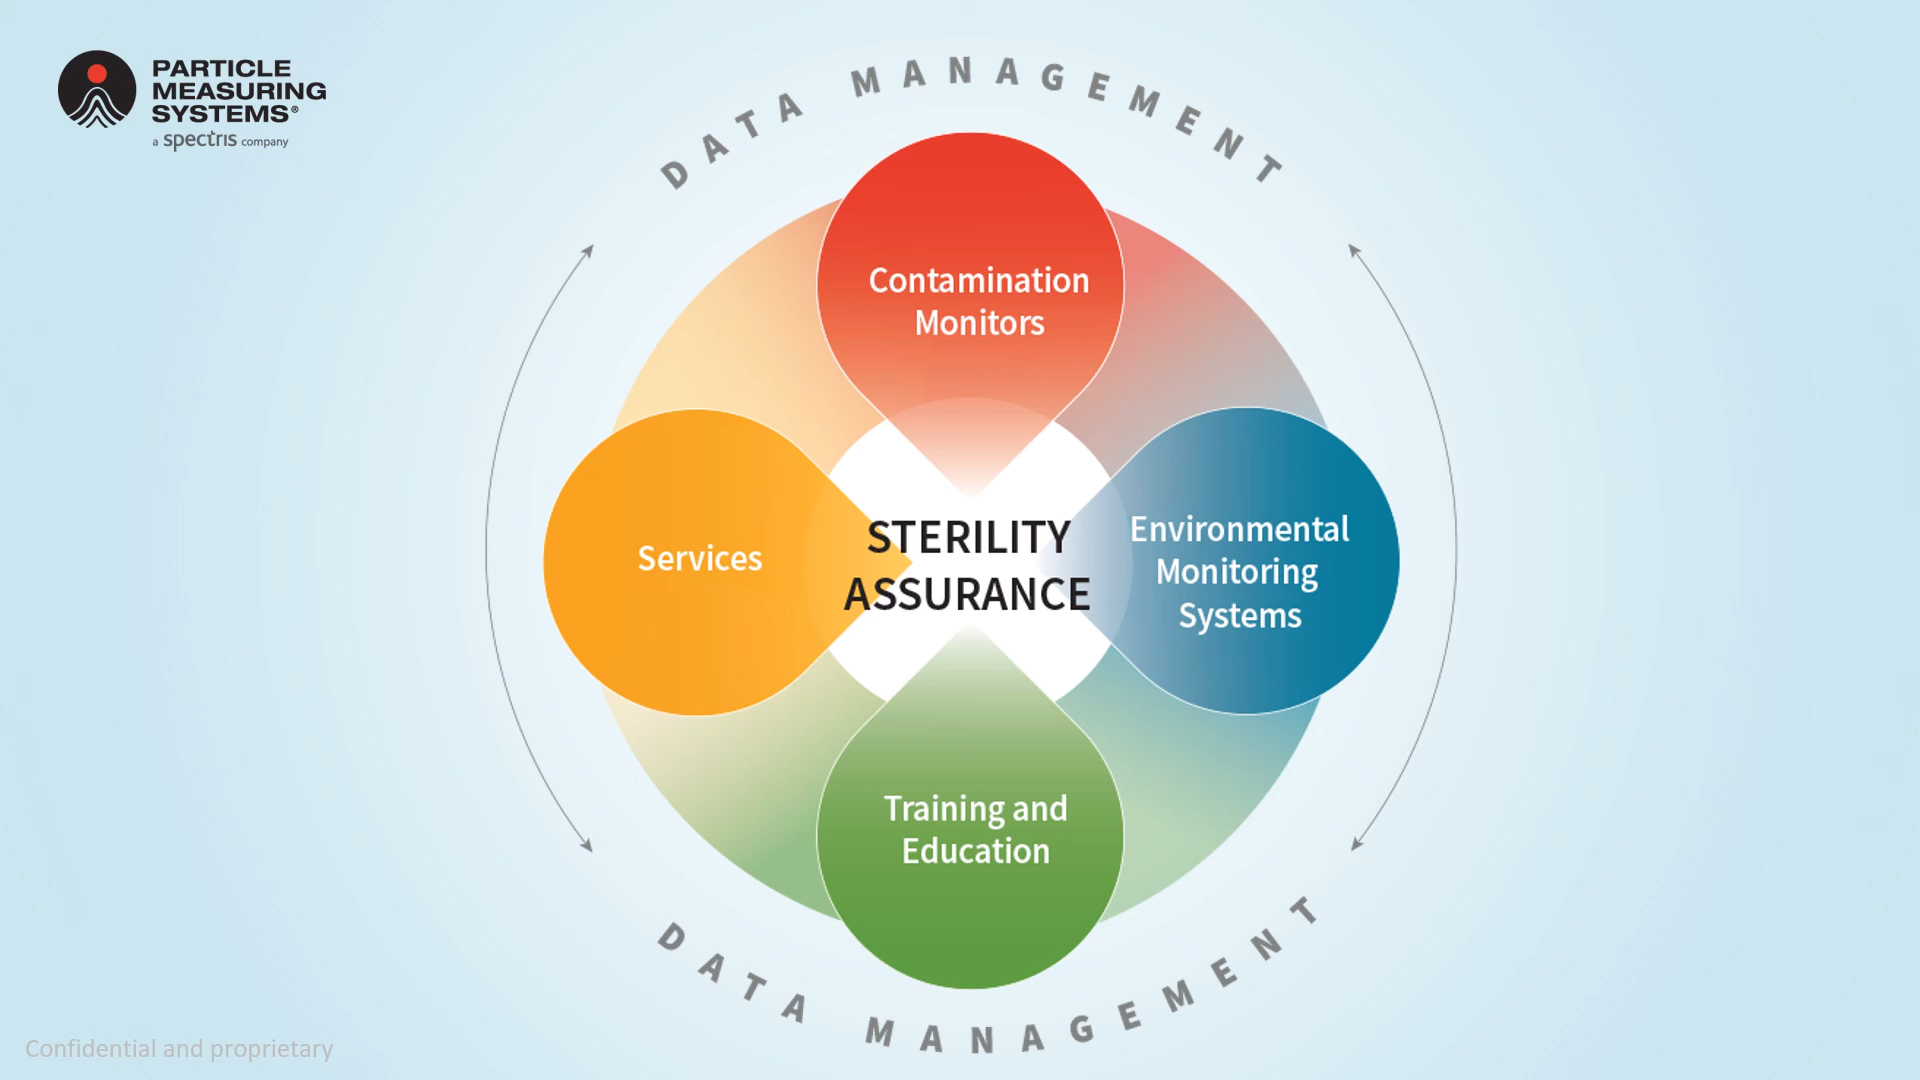 PARTICLE
MEASURING
SYSTEMS®
a spectris company
DATA MANAGEMENT
Contamination
Monitors
Services
STERILITY
ASSURANCE
Environmental
Monitoring
Systems
Training and
Education
DATA MANAGEMENT
Confidential and proprietary